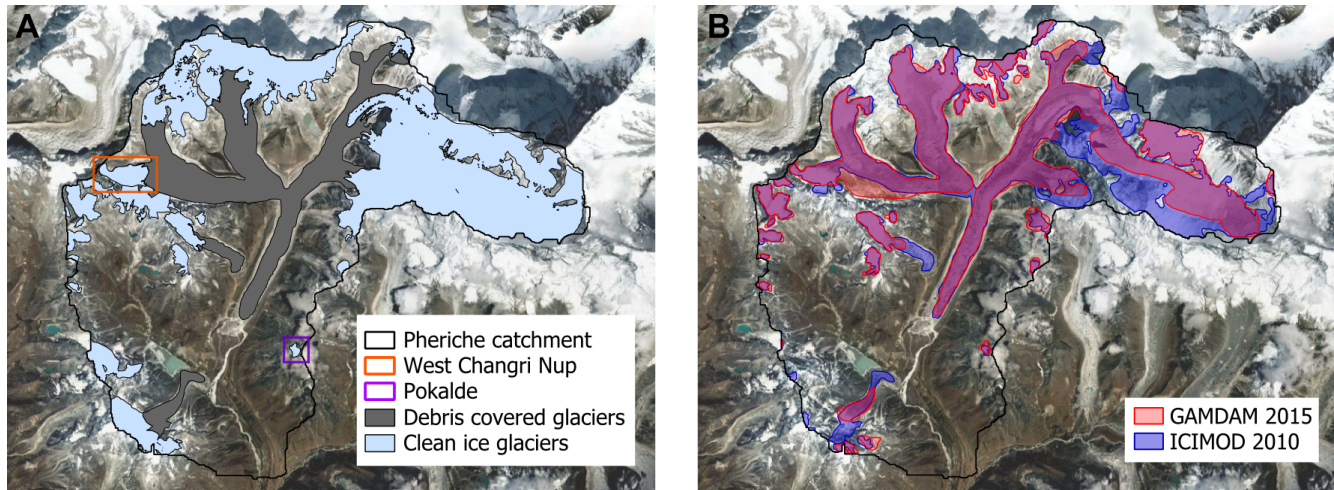 A
Pheriche catchment
West Changri Nup
Pokalde
Debris covered glaciers
Clean ice glaciers
B
GAMDAM 2015
ICIMOD 2010